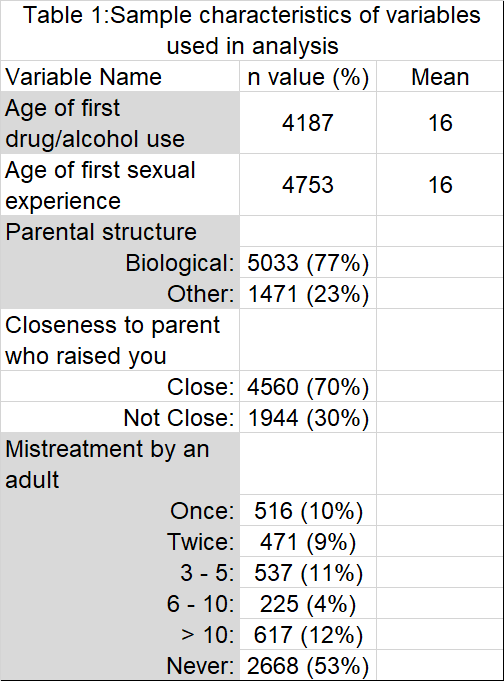 Table 1:Sample characteristics of variables
used in analysis
Variable Name n value (%) Mean
Age of first
drug/alcohol use 4187 16
Age of first sexual
experience 4753 16
Parental structure
Biological: 5033 (77%)
Other: 1471 (23%)
Closeness to parent
who raised you
Close: 4560 (70%)
Not Close: 1944 (30%)
Mistreatment by an
adult
Once: 516 (10%)
Twice: 471 (9%)
3 - 5: 537 (11%)
6 - 10: 225 (4%)
> 10: 617 (12%)
Never: 2668 (53%)